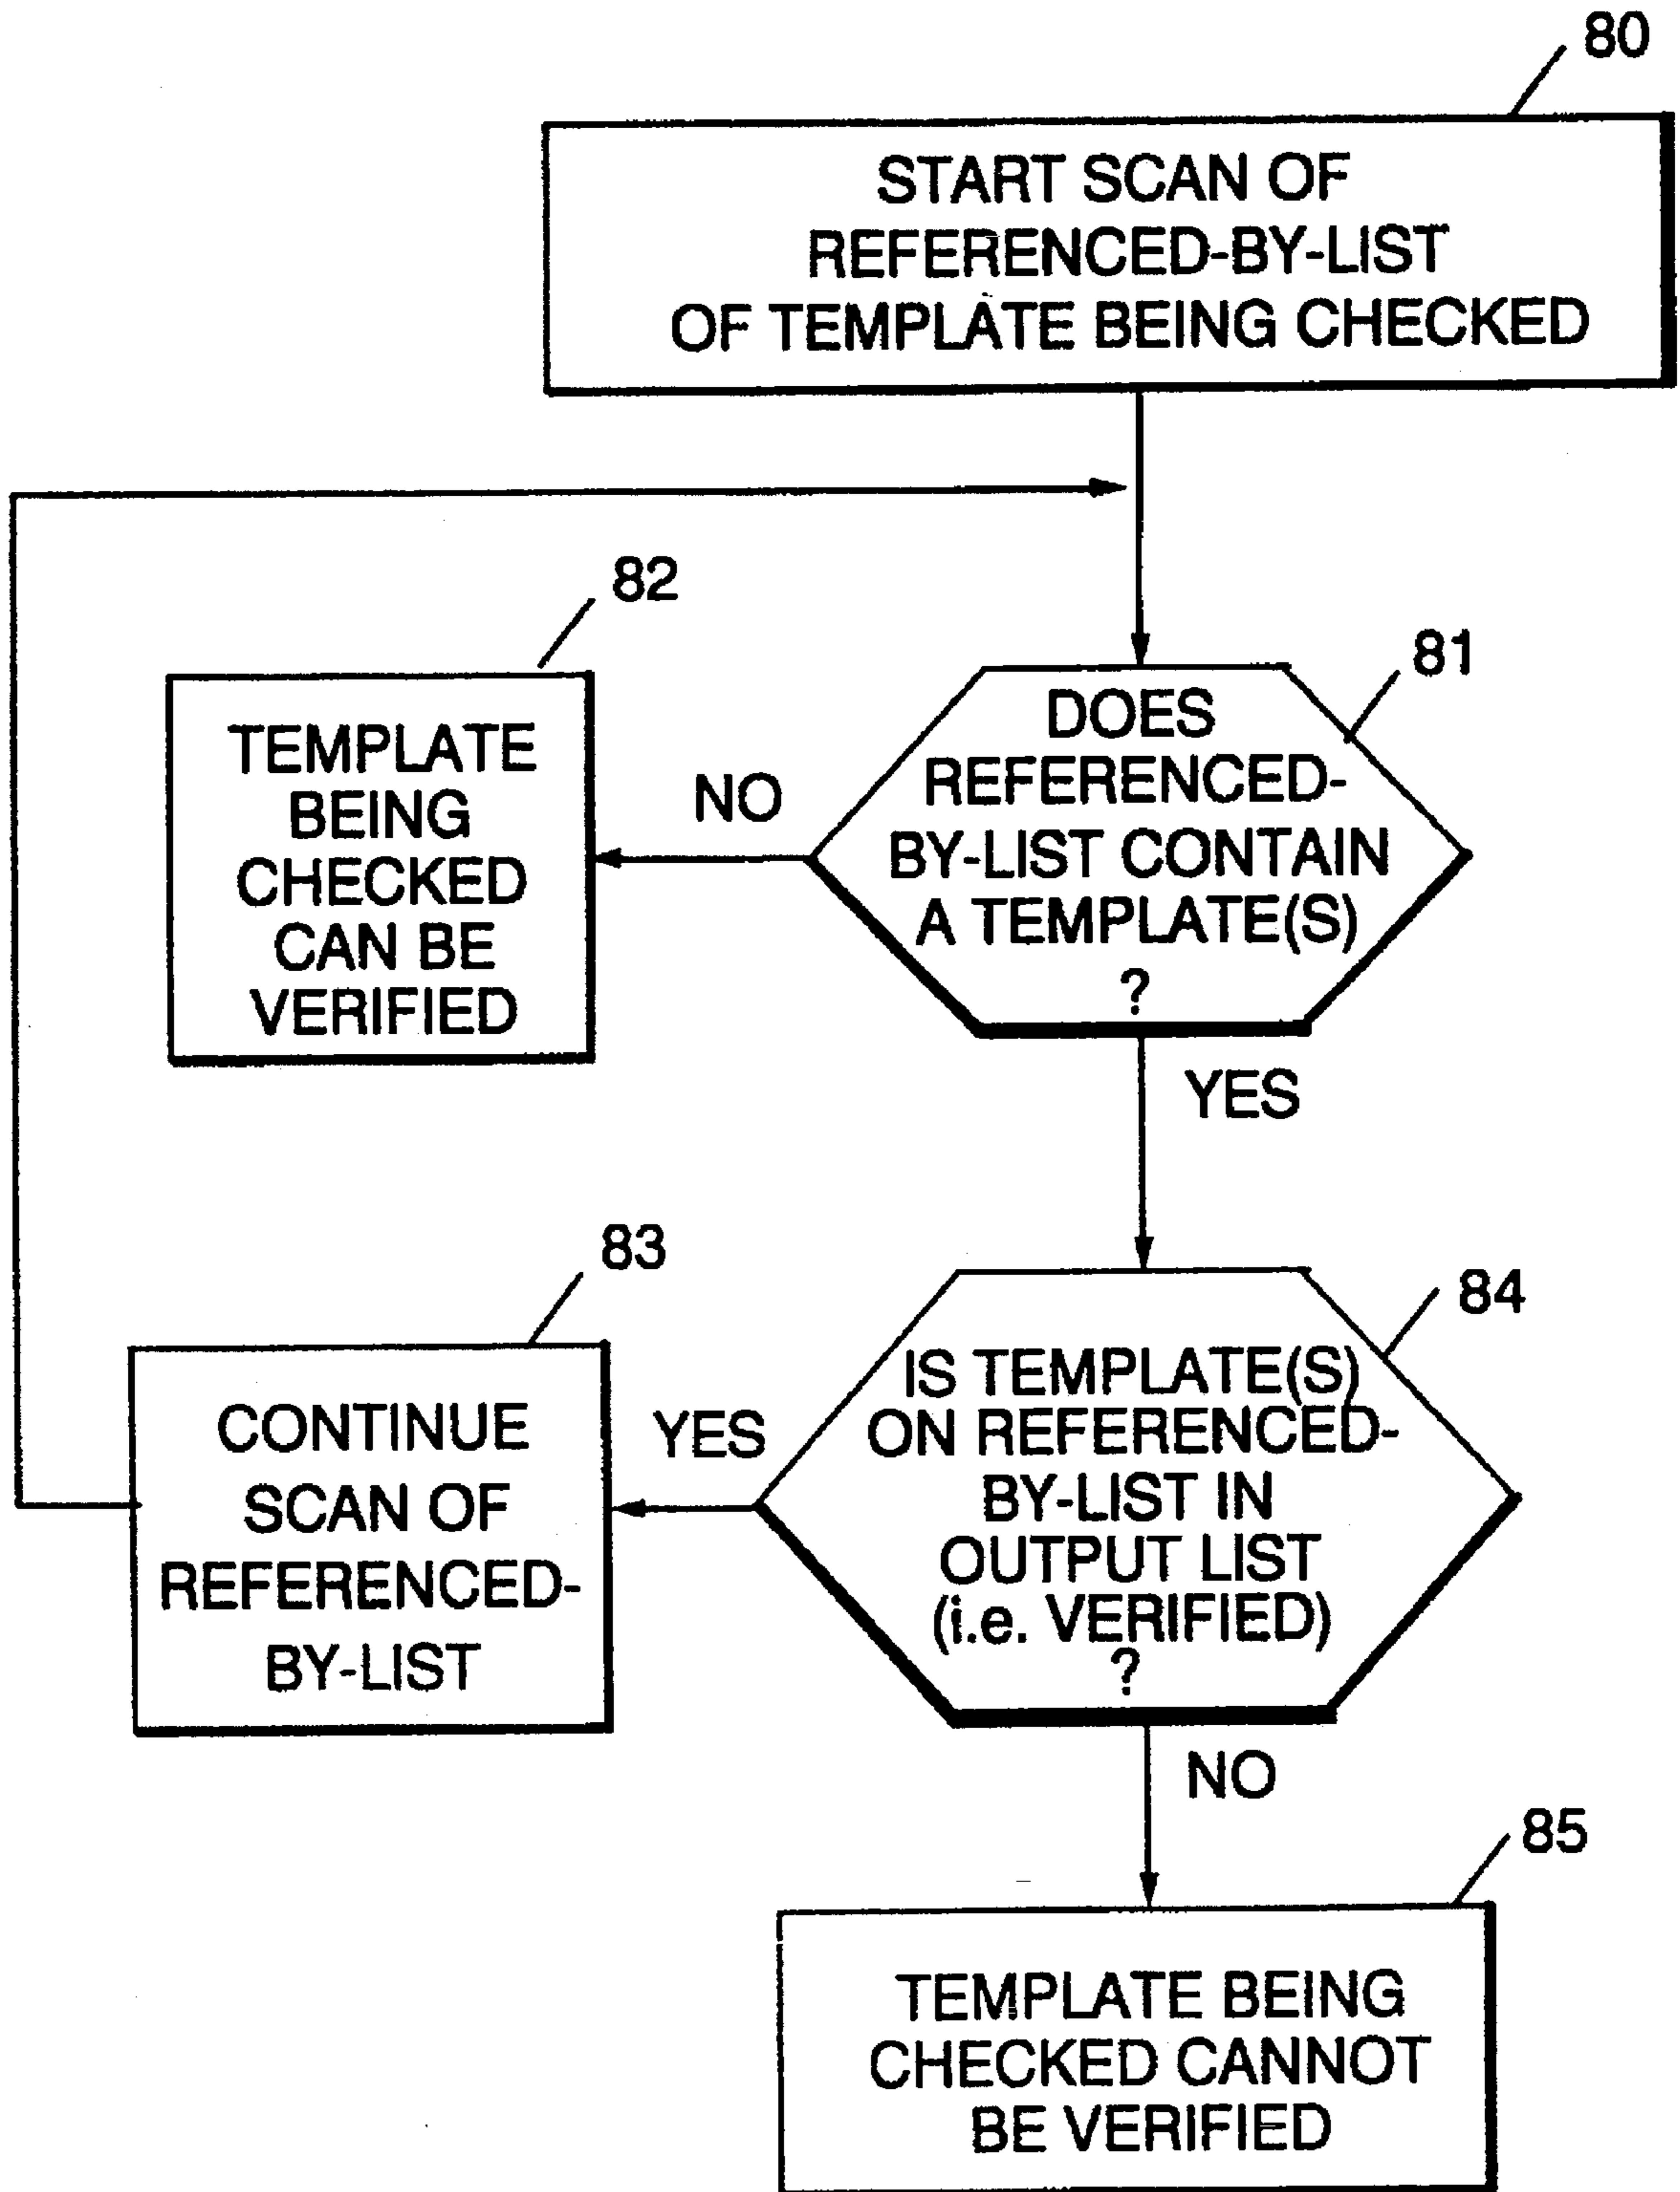 80
START SCAN OF
REFERENCED-BY-LIST
OF TEMPLATE BEING CHECKED
82
TEMPLATE
BEING
CHECKED
CAN BE
VERIFIED
NO
81
DOES
REFERENCED-
BY-LIST CONTAIN
A TEMPLATE(S)
?
YES
83
CONTINUE
SCAN OF
REFERENCED-
BY-LIST
YES
84
IS TEMPLATE(S)
ON REFERENCED-
BY-LIST IN
OUTPUT LIST
(i.e. VERIFIED)
?
NO
85
TEMPLATE BEING
CHECKED CANNOT
BE VERIFIED